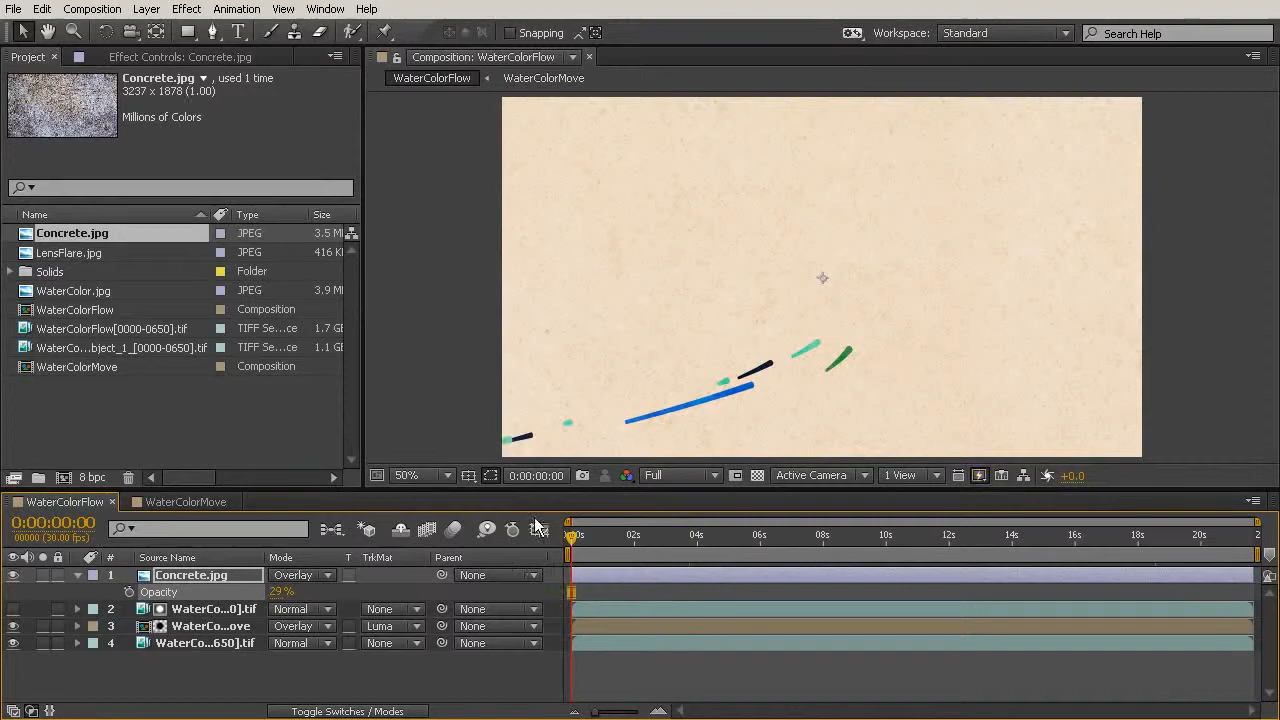 File Edit Composition Layer Effect Animation View Window Help
Snapping Workspace: Standard Search Help
Project Effect Controls: Concrete.jpg Composition: WaterColorFlow
Concrete.jpg , used 1 time WaterColorFlow WaterColorMove
3237 x 1878 (1.00)
Millions of Colors
Name Type Size
Concrete.jpg JPEG 3.5 M
LensFlare.jpg JPEG 416 K
Solids Folder
WaterColor.jpg JPEG 3.9 M
WaterColorFlow Composition
WaterColorFlow[0000-0650].tif TIFF Se...ce 1.7 GE
WaterCo...bject_1_[0000-0650].tif TIFF Se...ce 1.1 GE
WaterColorMove Composition
8 bpc 50% 0:00:00:00 Full Active Camera 1 View +0.0
WaterColorFlow WaterColorMove
0:00:00:00
00000 (30.00 fps)
02s 04s 06s 08s 10s 12s 14s 16s 18s 20s
# Source Name Mode T TrkMat Parent
1 Concrete.jpg Overlay None
Opacity 29 %
2 WaterCo...0].tif Normal None None
3 WaterCo...ove Overlay Luma None
4 WaterCo...650].tif Normal None None
Toggle Switches / Modes